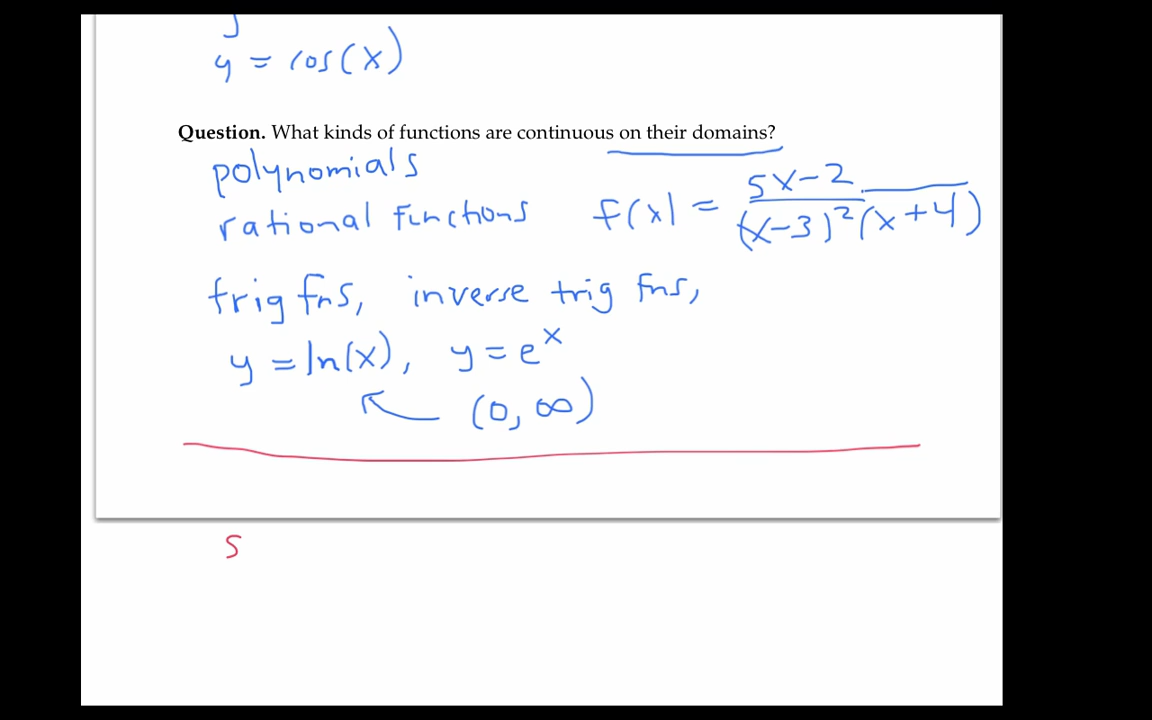 y = cos(x)
Question. What kinds of functions are continuous on their domains?
polynomials
rational functions f(x) = \frac{5x-2}{(x-3)^2(x+4)}
trig fns, inverse trig fns,
y = ln(x), y = e^x
(0, ∞)
S